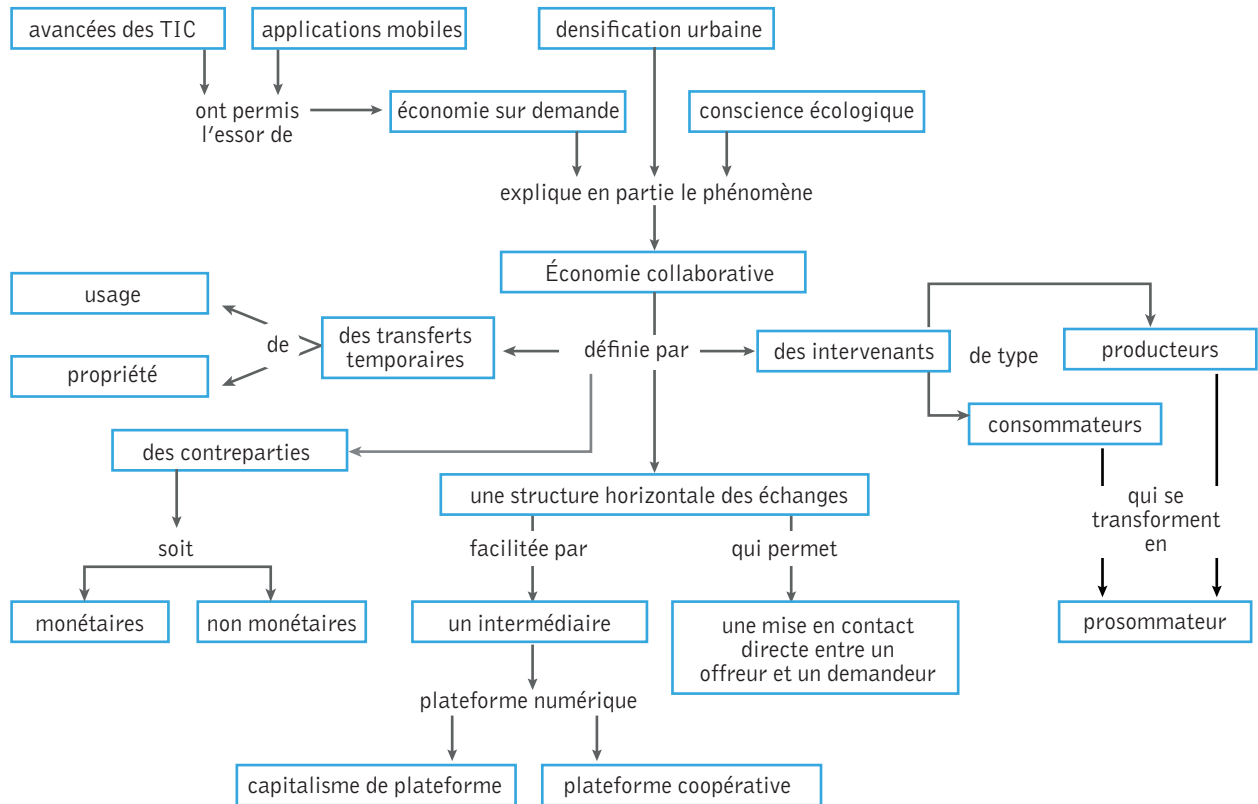 avancées des TIC
applications mobiles
densification urbaine
ont permis
l'essor de
économie sur demande
conscience écologique
explique en partie le phénomène
Économie collaborative
usage
de
propriété
des transferts
temporaires
définie par
des intervenants
de type
producteurs
consommateurs
des contreparties
une structure horizontale des échanges
qui se
transforment
en
soit
facilitée par
qui permet
monétaires
non monétaires
un intermédiaire
une mise en contact
directe entre un
offreur et un demandeur
prosommateur
plateforme numérique
capitalisme de plateforme
plateforme coopérative